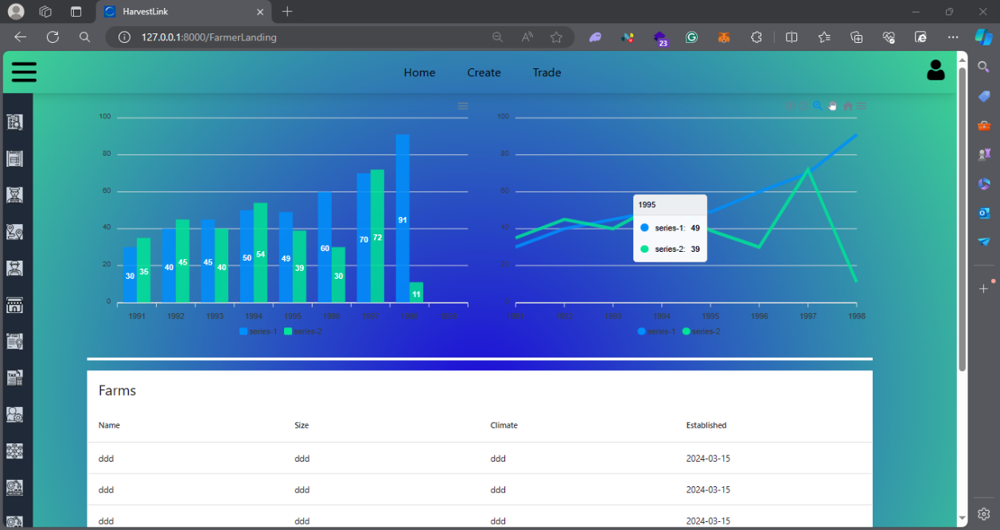 HarvestLink
127.0.0.1:8000/FarmerLanding
23
Home Create Trade
100
80
60
40
20
0
30 35 40 45 45 40 50 54 49 39 60 30 70 72 91 11
1991 1992 1993 1994 1995 1996 1997 1998
series-1 series-2
100
80
60
40
20
1995
series-1: 49
series-2: 39
1991 1992 1993 1994 1995 1996 1997 1998
series-1 series-2
TAX
Farms
Name Size Climate Established
ddd ddd ddd 2024-03-15
ddd ddd ddd 2024-03-15
ddd ddd ddd 2024-03-15